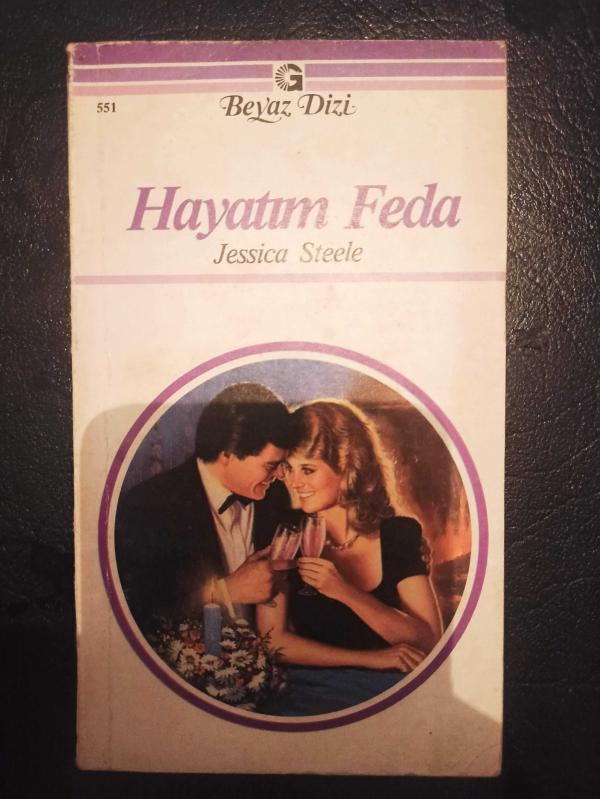 G
551
Beyaz Dizi
Hayatım Feda
Jessica Steele